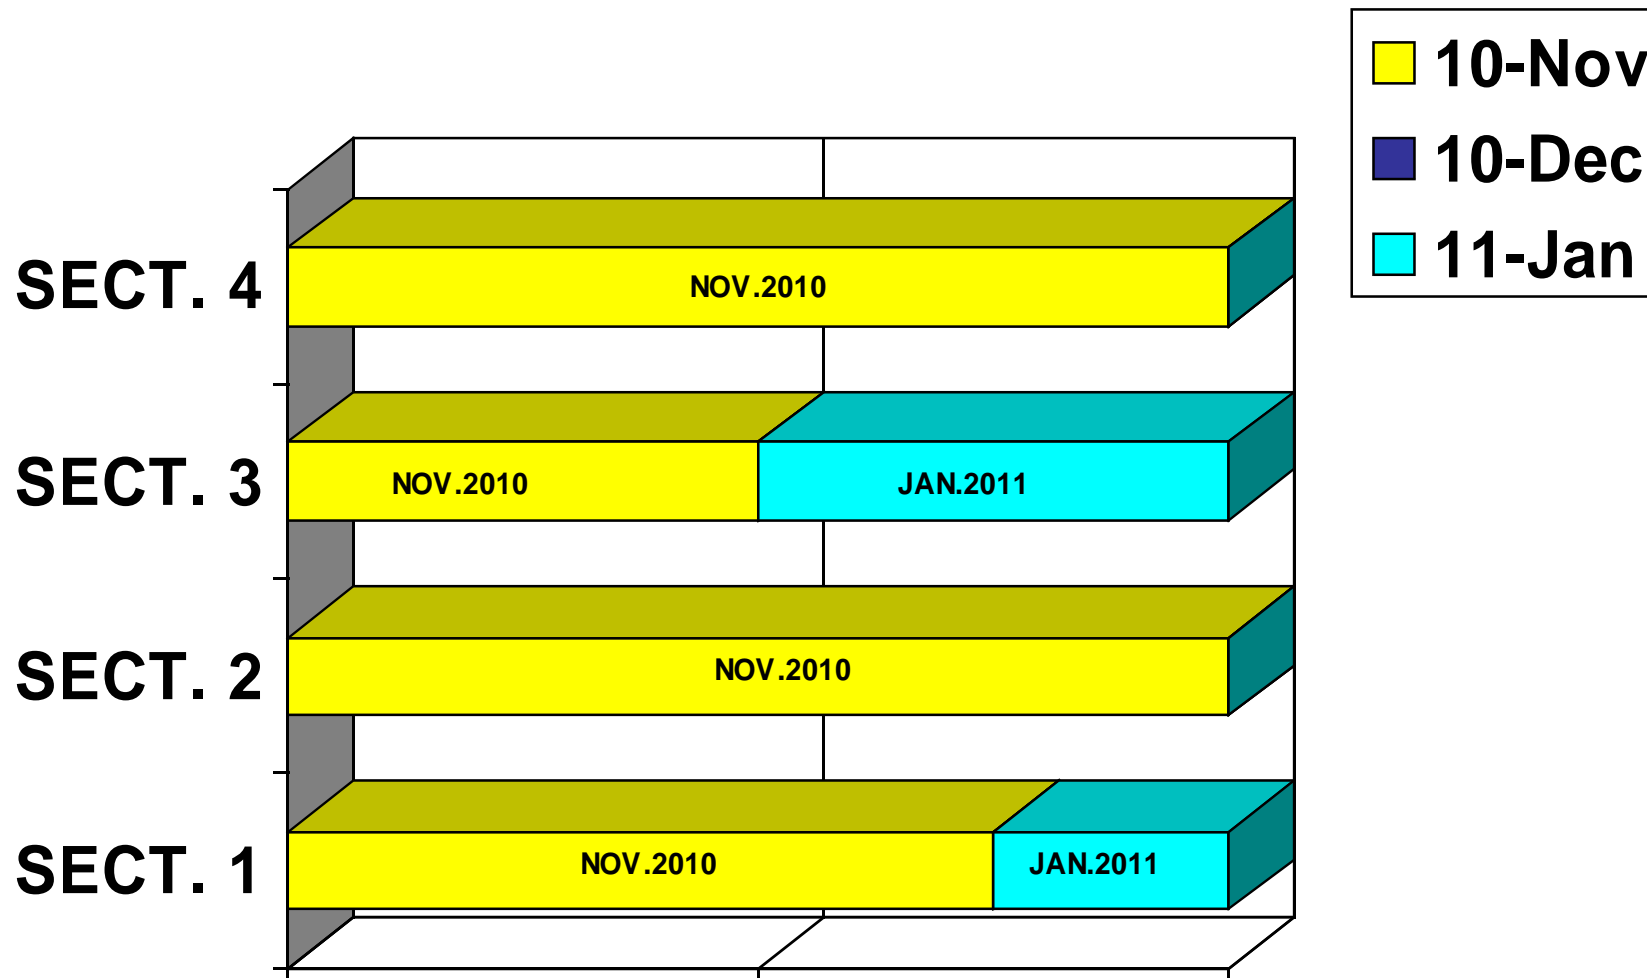 10-Nov
10-Dec
11-Jan
SECT. 4
NOV.2010
SECT. 3
NOV.2010
JAN.2011
SECT. 2
NOV.2010
SECT. 1
NOV.2010
JAN.2011